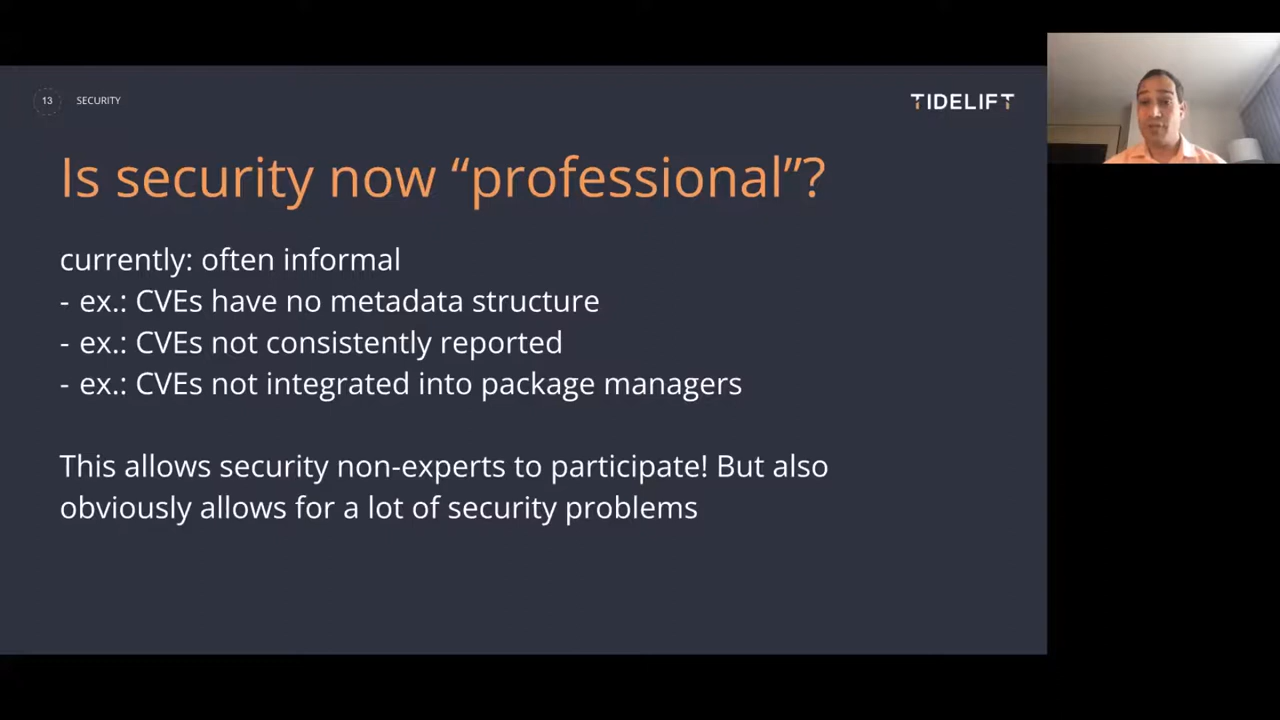 13 SECURITY
TIDELIFT
Is security now “professional”?
currently: often informal
- ex.: CVEs have no metadata structure
- ex.: CVEs not consistently reported
- ex.: CVEs not integrated into package managers
This allows security non-experts to participate! But also
obviously allows for a lot of security problems